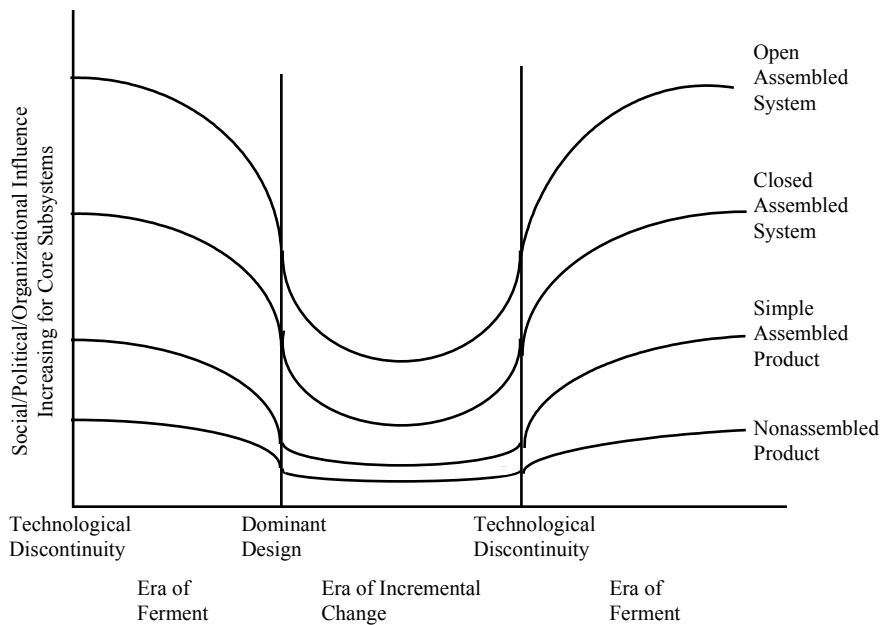 Social/Political/Organizational Influence
Increasing for Core Subsystems
Open
Assembled
System
Closed
Assembled
System
Simple
Assembled
Product
Nonassembled
Product
Technological
Discontinuity
Dominant
Design
Technological
Discontinuity
Era of
Ferment
Era of Incremental
Change
Era of
Ferment